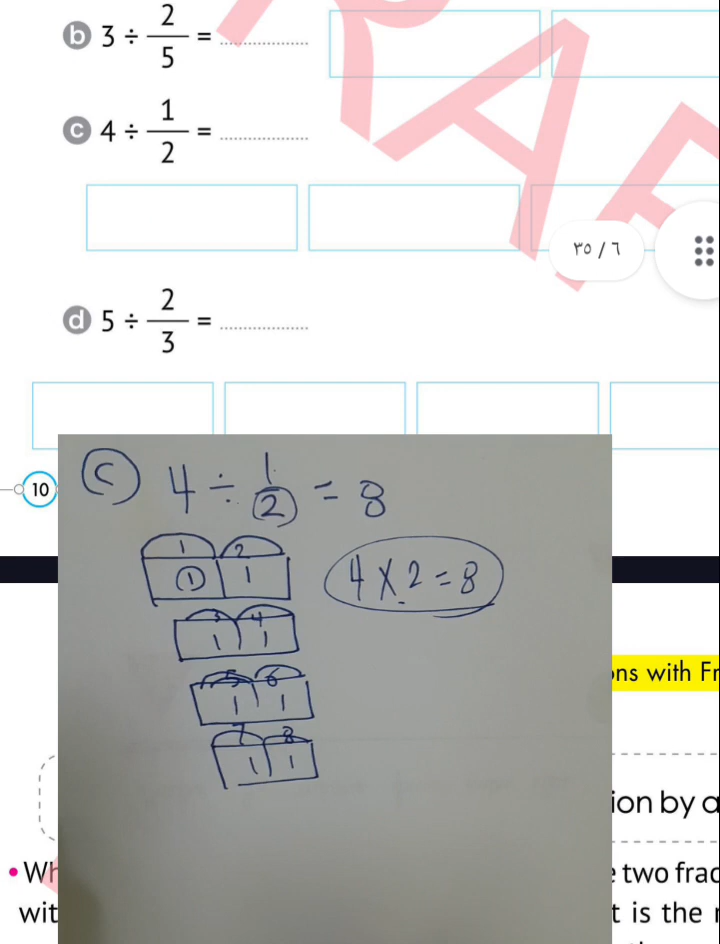 b 3 ÷ 2/5 = ..................
c 4 ÷ 1/2 = ..................
٣٥ / ٦
d 5 ÷ 2/3 = ..................
10
C 4 ÷ 1/2 = 8
1 2
1 1
4 × 2 = 8
3 4
1 1
5 6
1 1
7 8
1 1
ns with Fr
ion by a
• Wh
two frac
wit
t is the